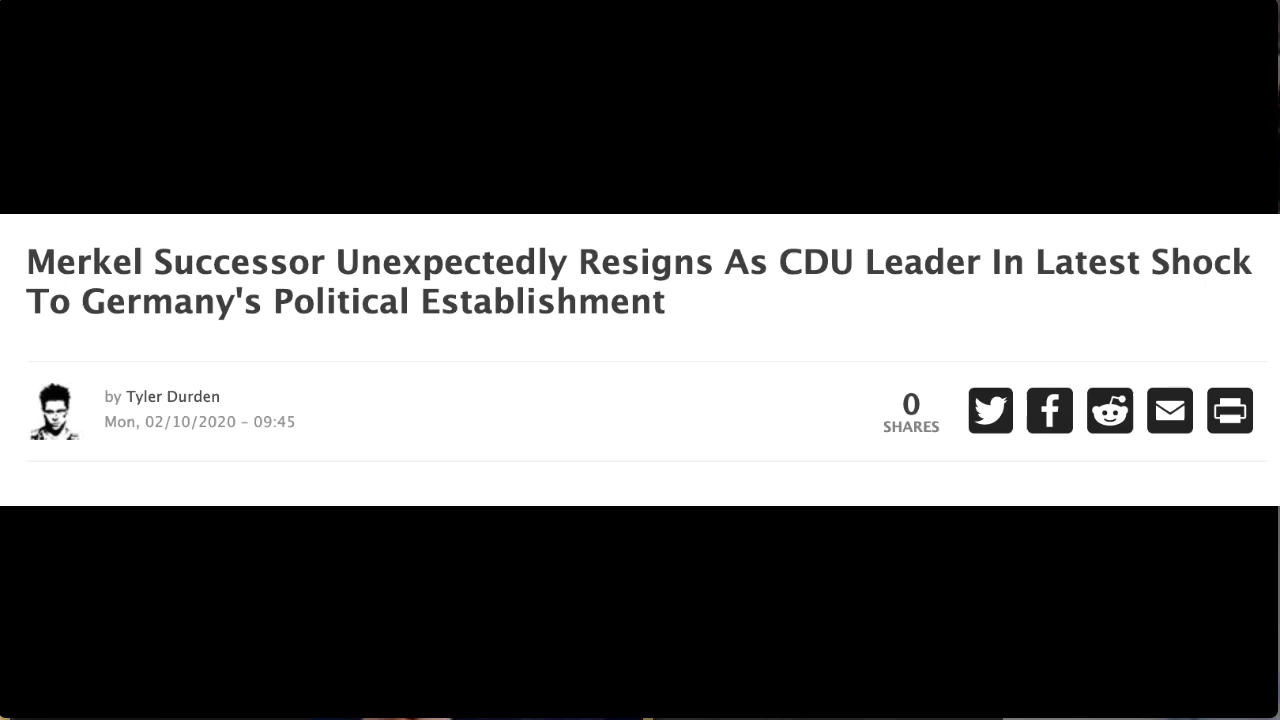 Merkel Successor Unexpectedly Resigns As CDU Leader In Latest Shock
To Germany's Political Establishment
by Tyler Durden
Mon, 02/10/2020 – 09:45
0
SHARES